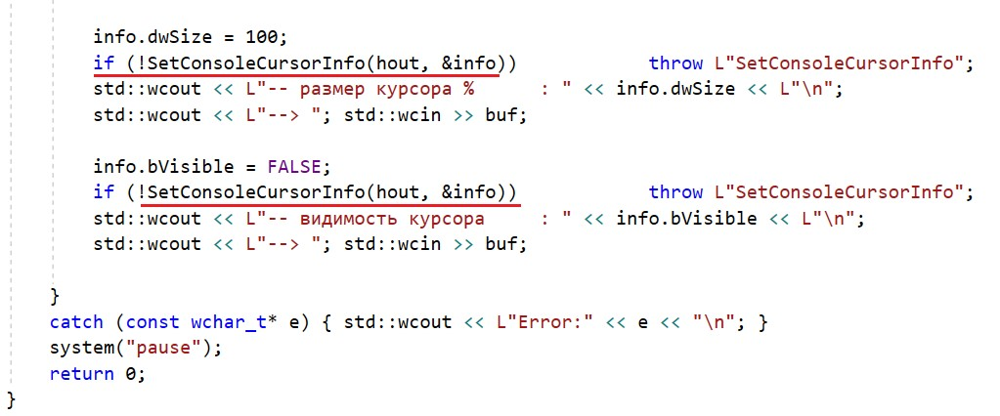 info.dwSize = 100;
if (!SetConsoleCursorInfo(hout, &info)) throw L"SetConsoleCursorInfo";
std::wcout << L"-- размер курсора % : " << info.dwSize << L"\n";
std::wcout << L"--> "; std::wcin >> buf;
info.bVisible = FALSE;
if (!SetConsoleCursorInfo(hout, &info)) throw L"SetConsoleCursorInfo";
std::wcout << L"-- видимость курсора : " << info.bVisible << L"\n";
std::wcout << L"--> "; std::wcin >> buf;
}
catch (const wchar_t* e) { std::wcout << L"Error:" << e << "\n"; }
system("pause");
return 0;
}